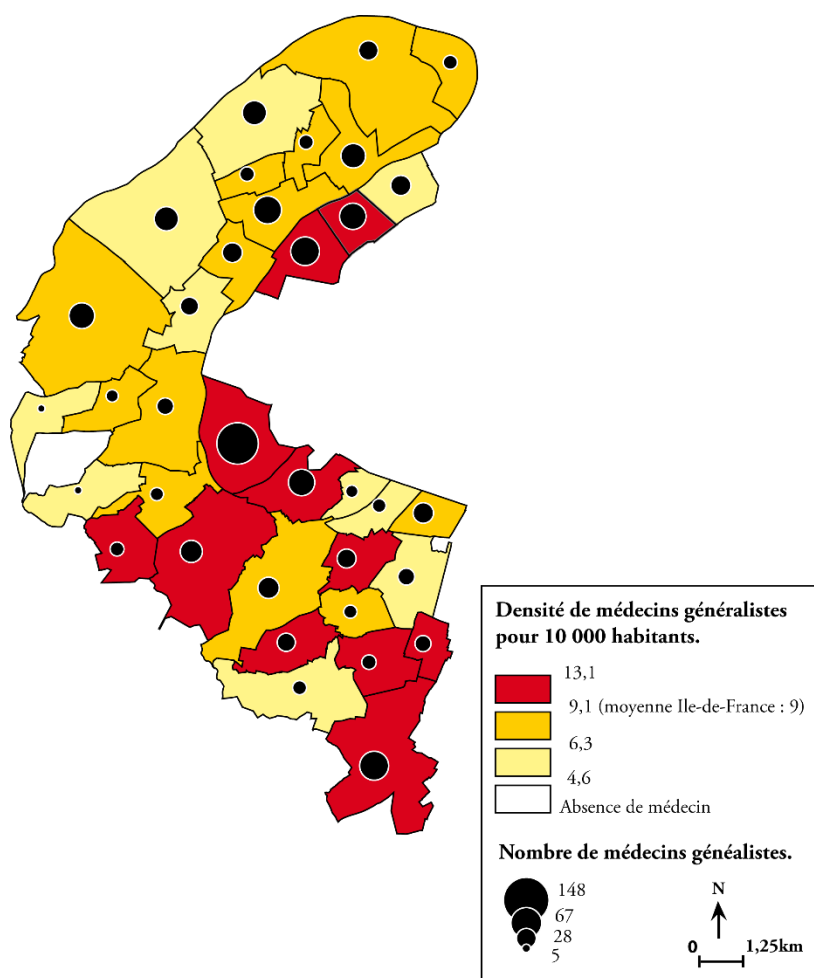 Densité de médecins généralistes
pour 10 000 habitants.
13,1
9,1 (moyenne Ile-de-France : 9)
6,3
4,6
Absence de médecin
Nombre de médecins généalistes.
148
67
28
5
N
0 1,25km